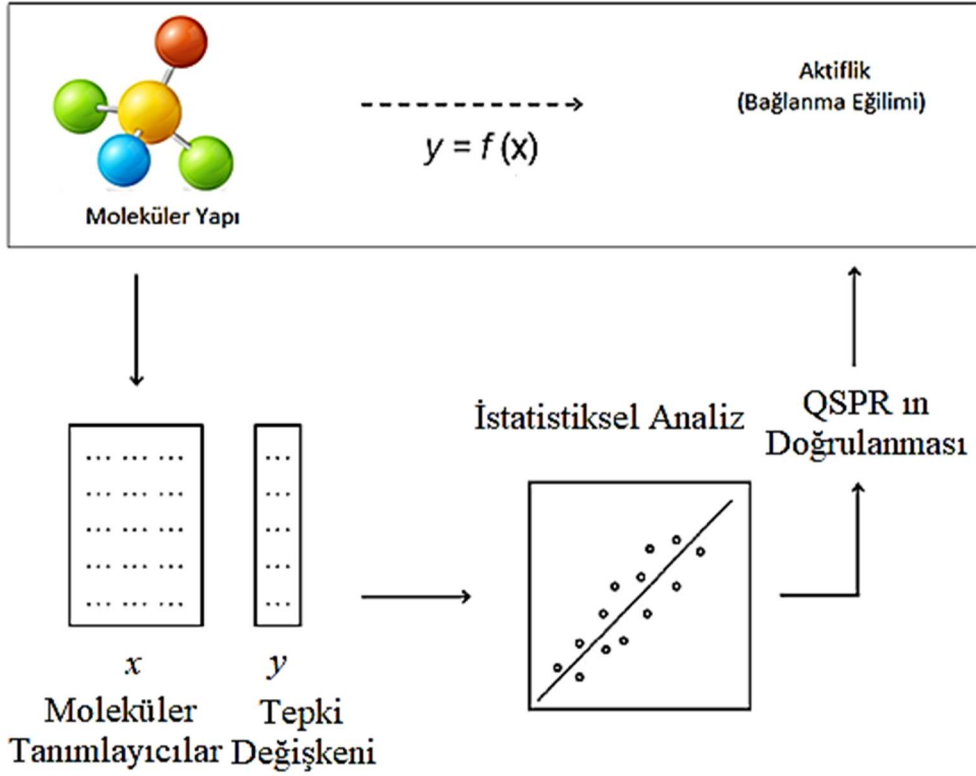 Aktiflik
(Bağlanma Eğilimi)
y = f (x)
Moleküler Yapı
İstatistiksel Analiz
QSPR ın
Doğrulanması
... ... ... ...
... ... ... ...
... ... ... ...
... ... ... ...
... ... ... ...
x y
Moleküler
Tanımlayıcılar
Tepki
Değişkeni